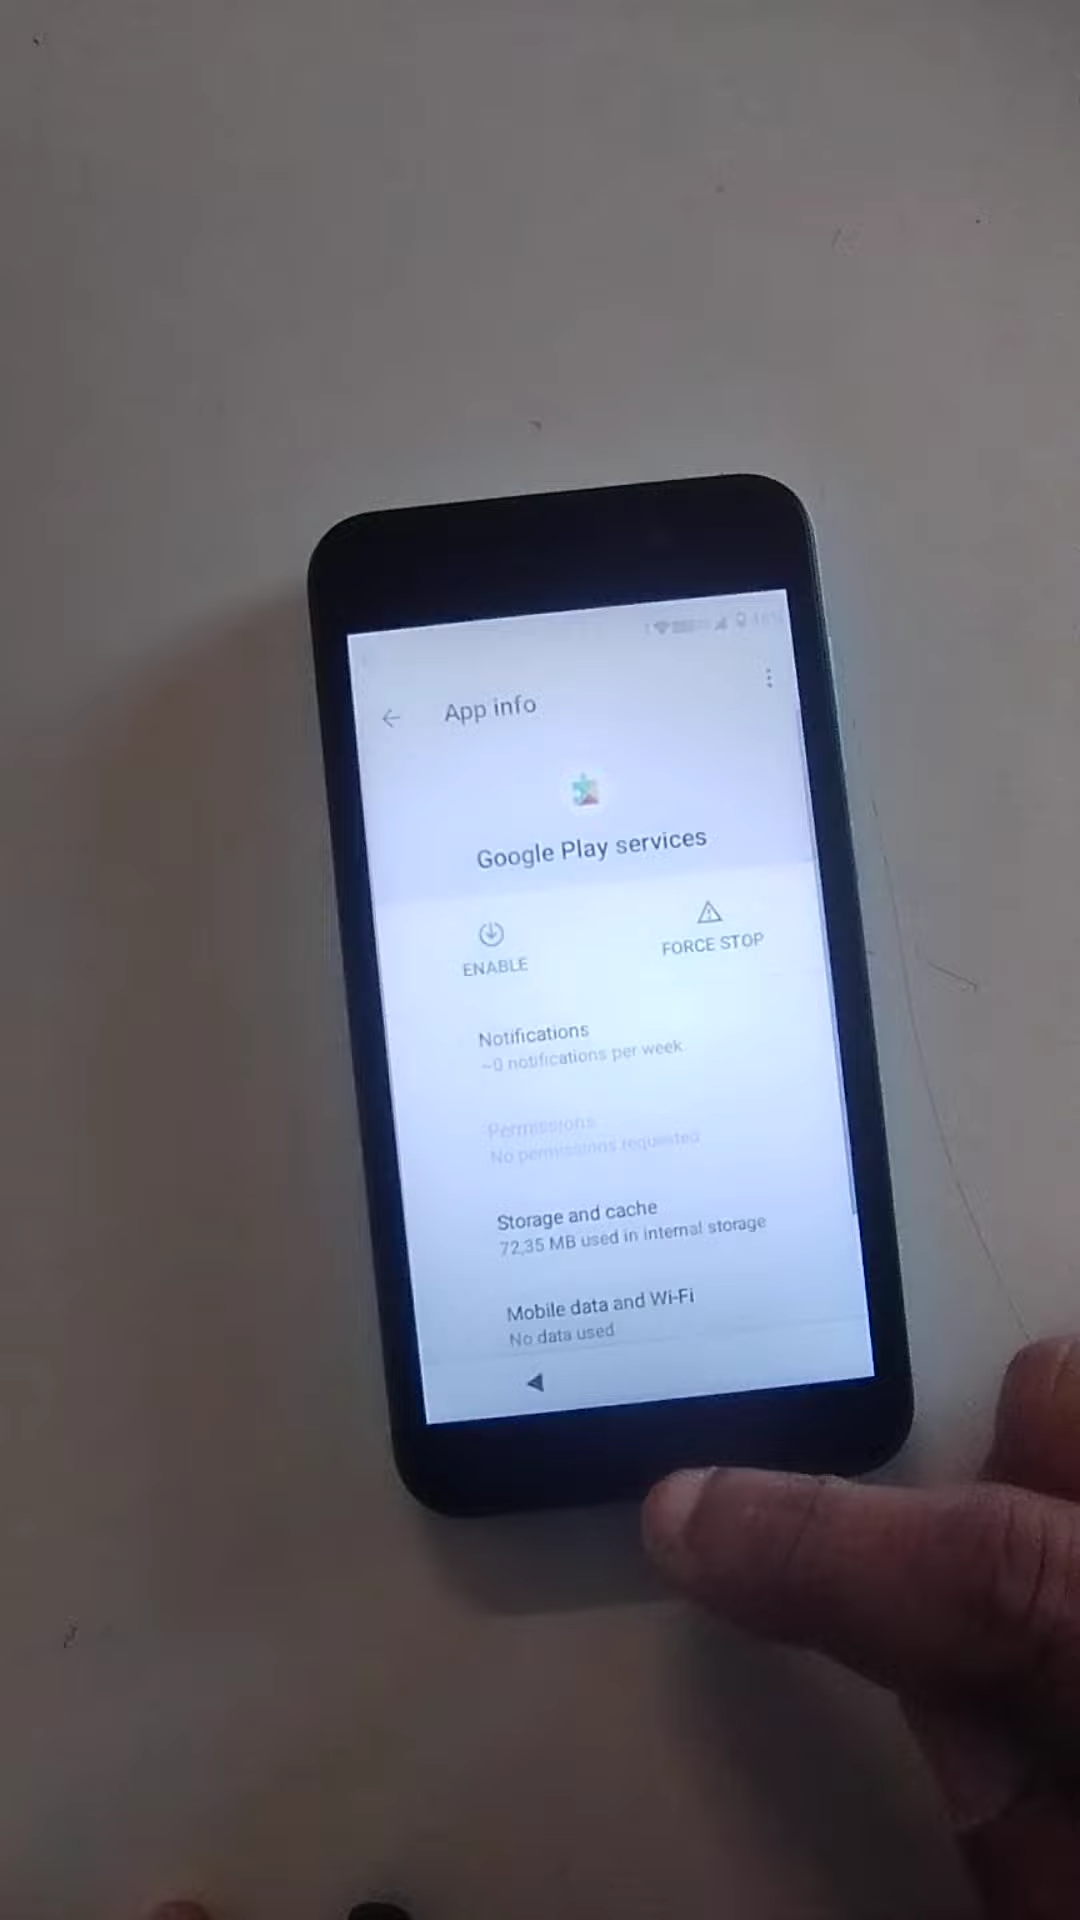 App info
Google Play services
ENABLE
FORCE STOP
Notifications
~0 notifications per week
Permissions
No permissions requested
Storage and cache
72,35 MB used in internal storage
Mobile data and Wi-Fi
No data used